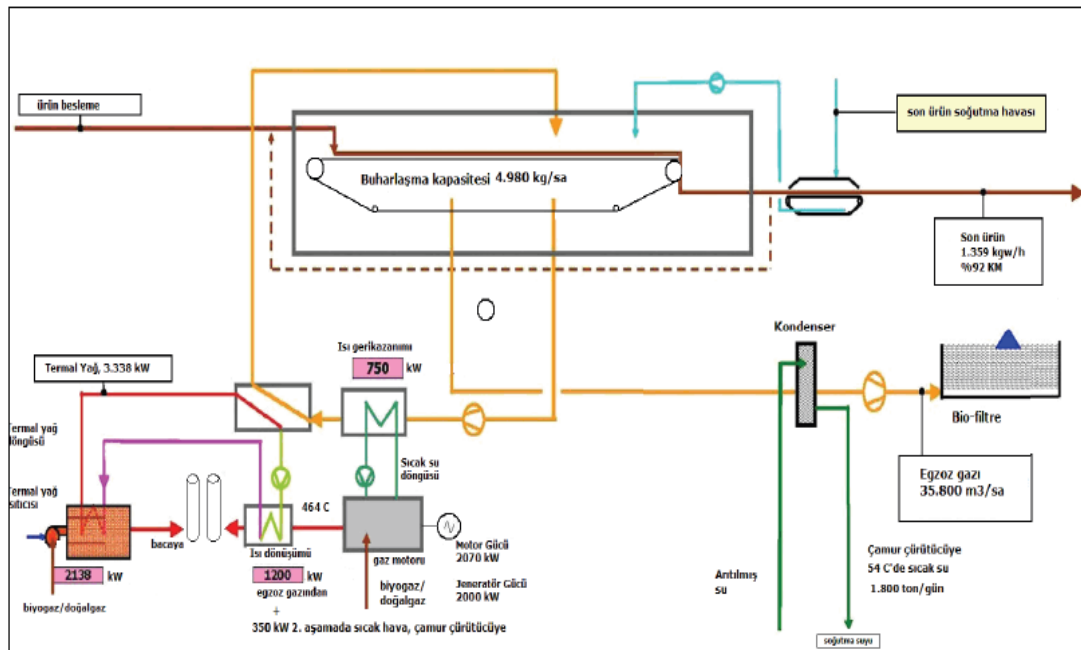 ürün besleme
son ürün soğutma havası
Buharlaşma kapasitesi 4.980 kg/sa
Son ürün
1.359 kgw/h
%92 KM
Kondenser
Isı gerikazanımı
750 kW
Termal Yağ, 3.338 kW
Bio-filtre
Termal yağ
döngüsü
Sıcak su
döngüsü
Egzoz gazı
35.800 m3/sa
Termal yağ
ısıtıcısı
464 C
bacaya
Isı dönüşümü
gaz motoru
Motor Gücü
2070 kW
2138 kW
1200 kW
egzoz gazından
+
350 kW 2. aşamada sıcak hava, çamur çürütücüye
biyogaz/doğalgaz
biyogaz/
doğalgaz
Jeneratör Gücü
2000 kW
Arıtılmış
su
Çamur çürütücüye
54 C'de sıcak su
1.800 ton/gün
soğutma suyu